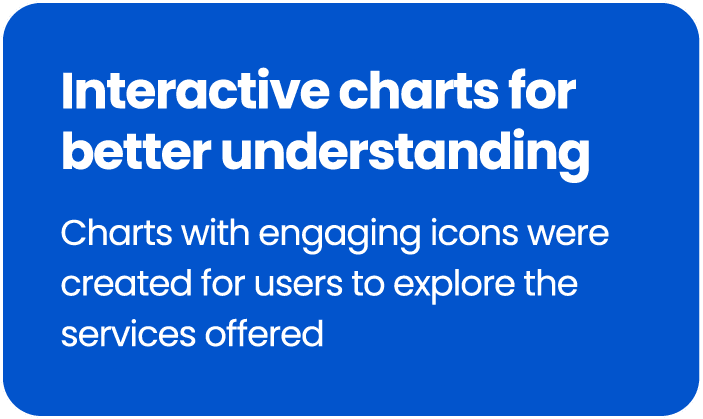 Interactive charts for
better understanding
Charts with engaging icons were
created for users to explore the
services offered